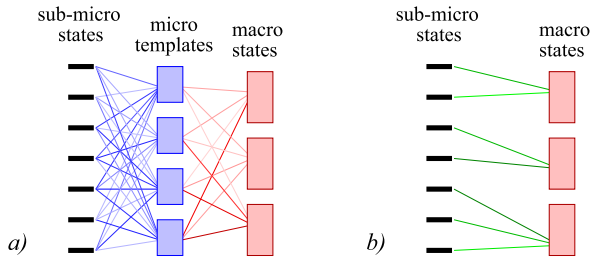 sub-micro
states
micro
templates
macro
states
a)
sub-micro
states
macro
states
b)